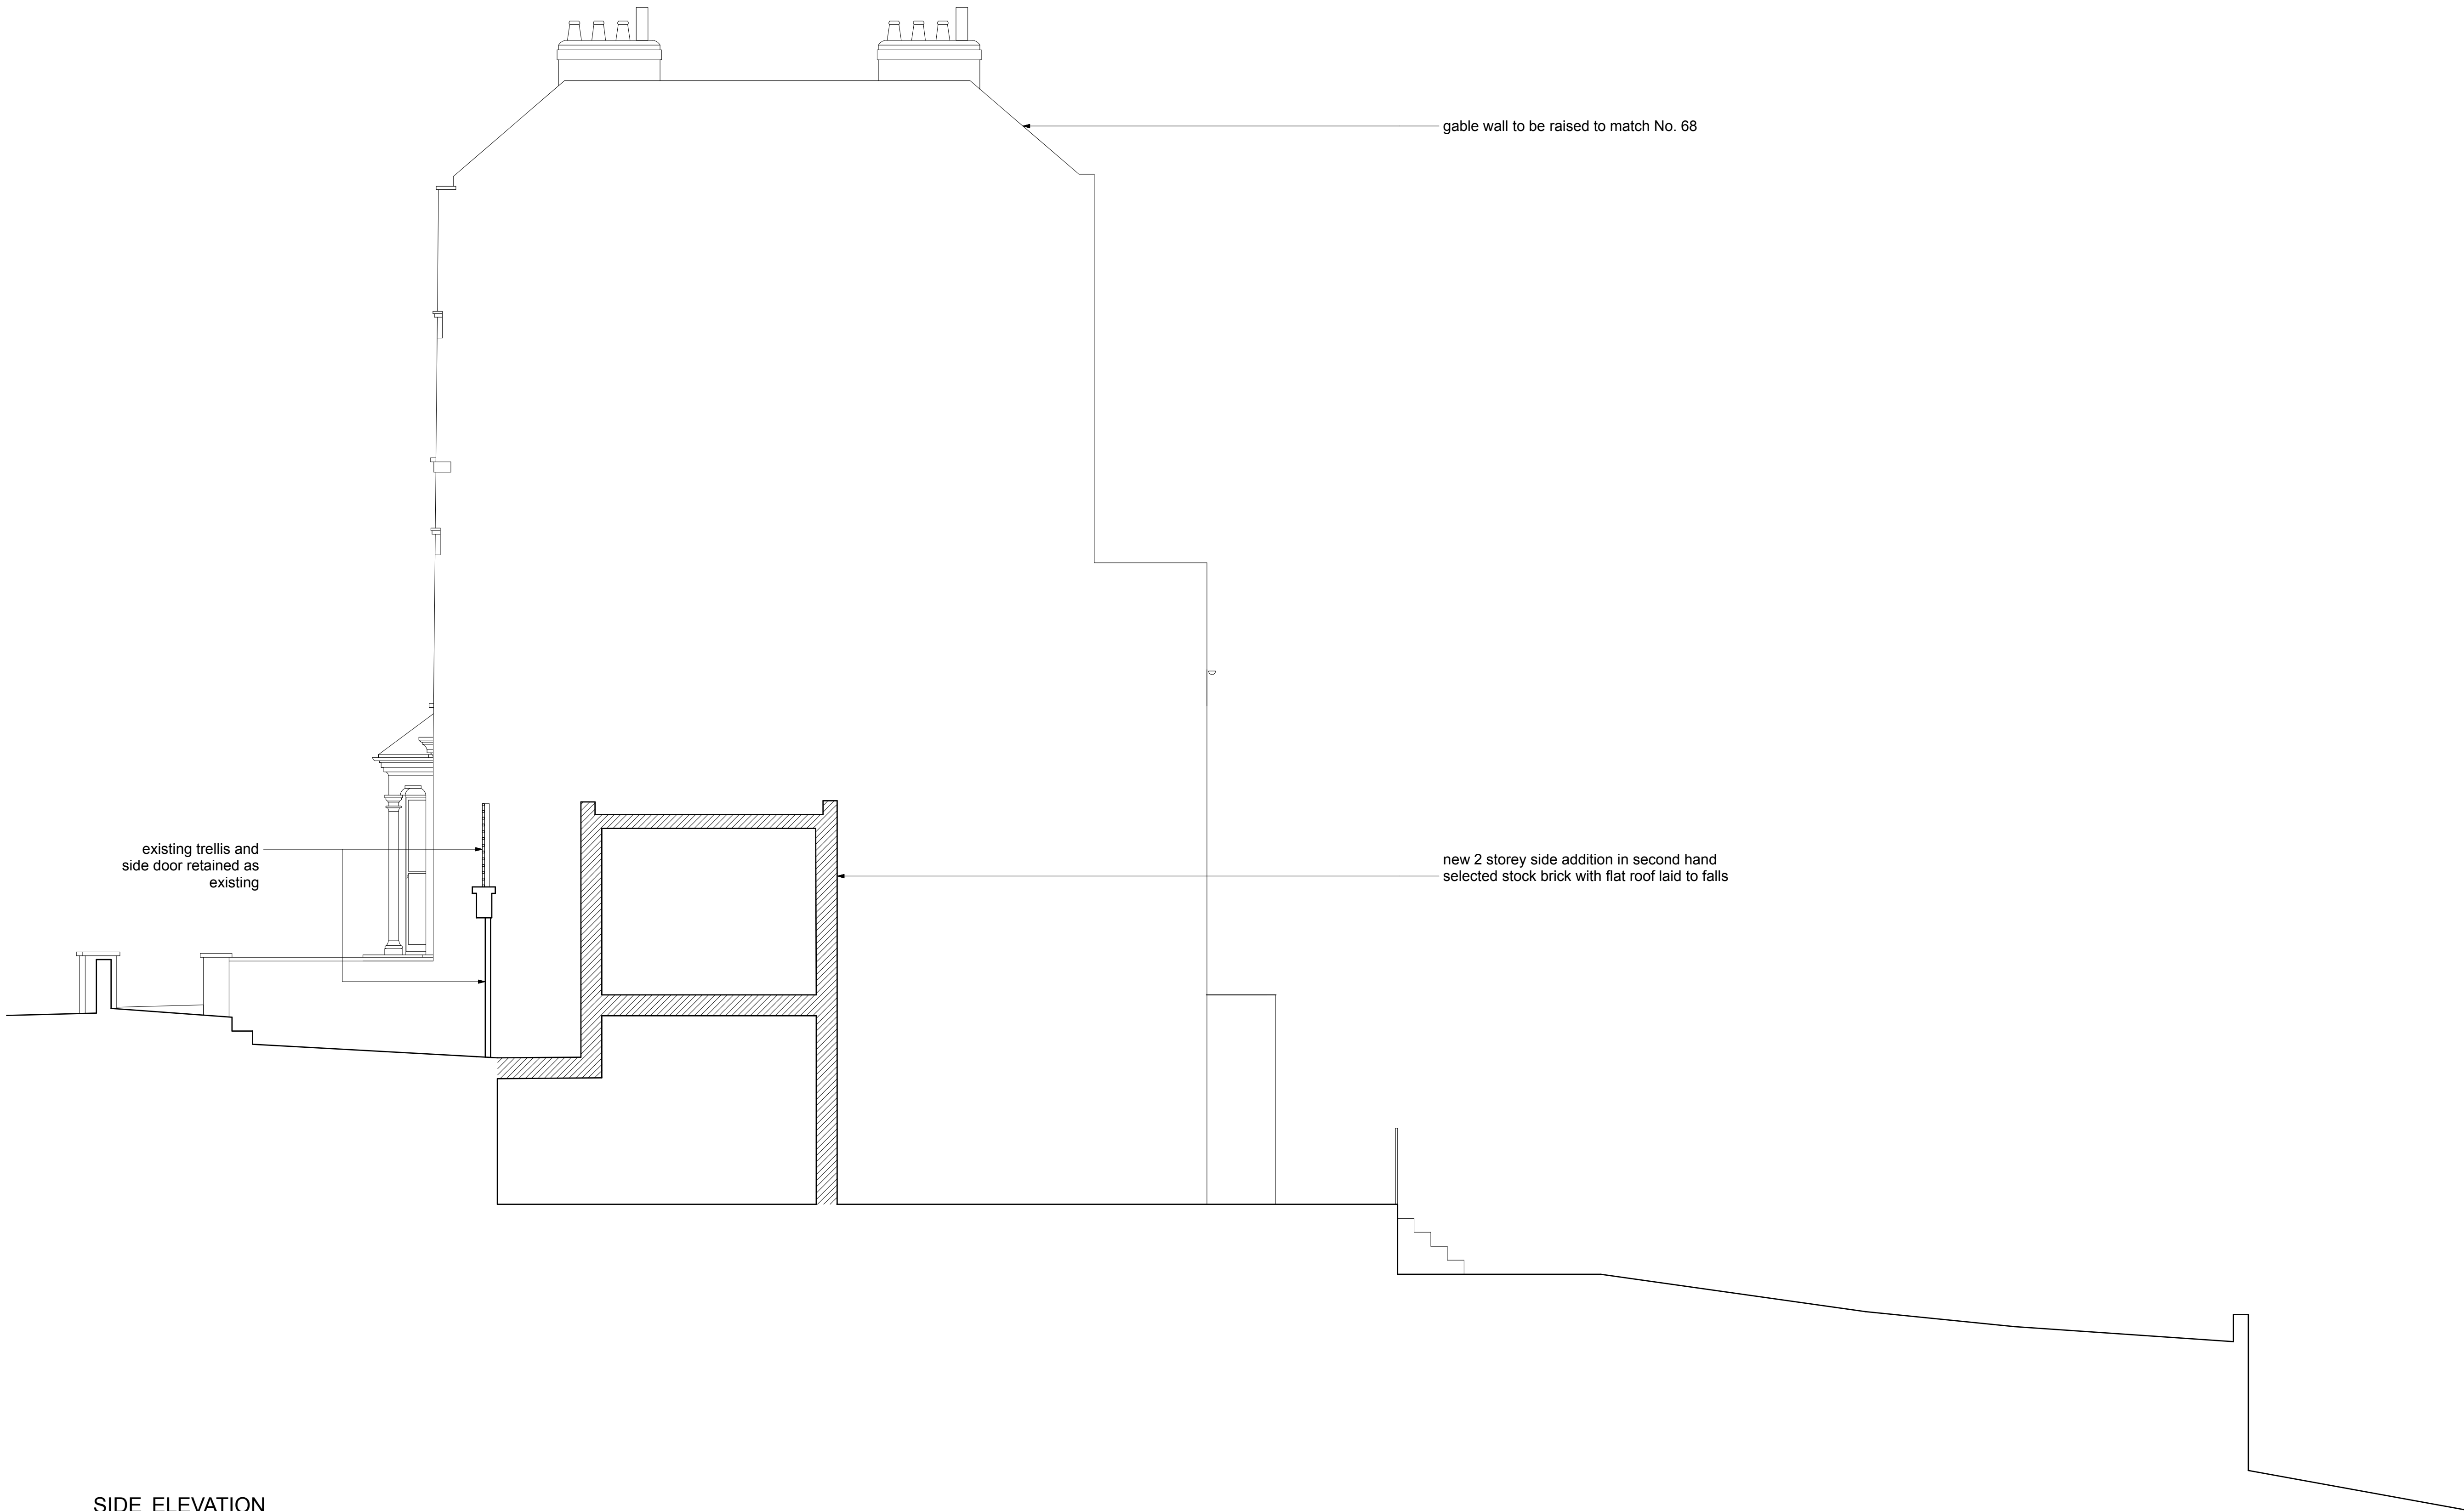 gable wall to be raised to match No. 68
existing trellis and
side door retained as
existing
new 2 storey side addition in second hand
selected stock brick with flat roof laid to falls
SIDE ELEVATION